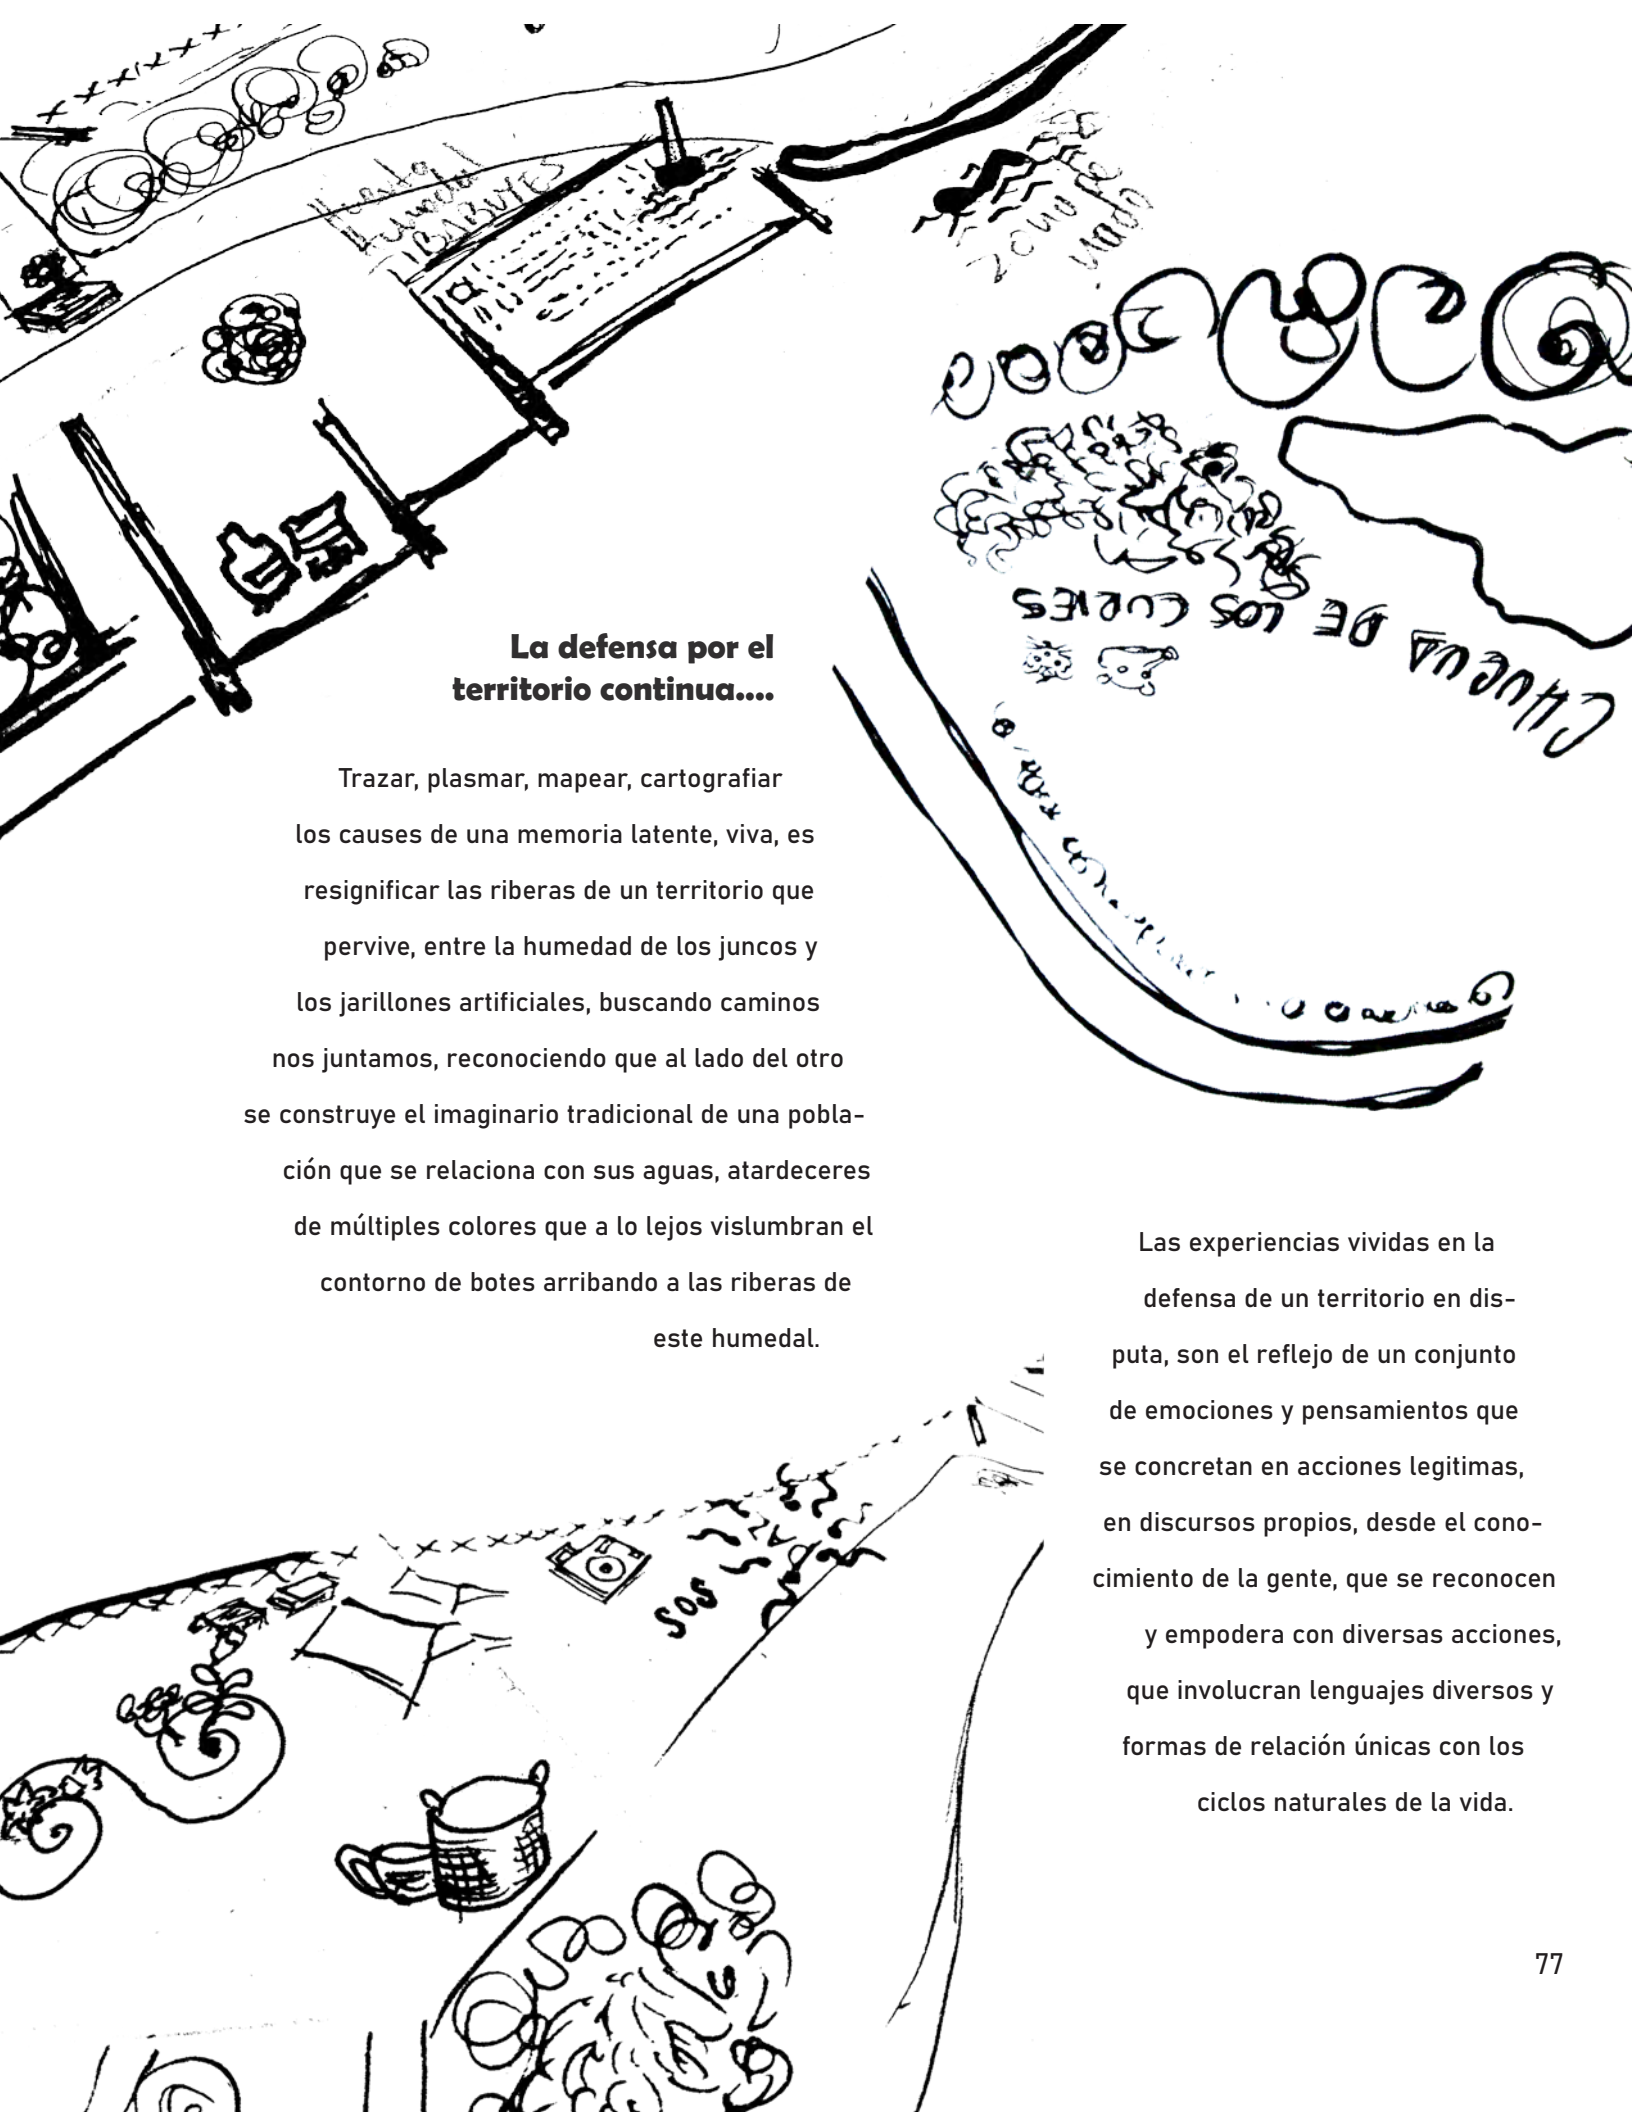 TIBABUYES
Zona de
Nado
CHUCUA DE LOS CURIES
La defensa por el
territorio continua....
Trazar, plasmar, mapear, cartografiar
los causes de una memoria latente, viva, es
resignificar las riberas de un territorio que
pervive, entre la humedad de los juncos y
los jarillones artificiales, buscando caminos
nos juntamos, reconociendo que al lado del otro
se construye el imaginario tradicional de una pobla-
ción que se relaciona con sus aguas, atardeceres
de múltiples colores que a lo lejos vislumbran el
contorno de botes arribando a las riberas de
este humedal.
SOS
Las experiencias vividas en la
defensa de un territorio en dis-
puta, son el reflejo de un conjunto
de emociones y pensamientos que
se concretan en acciones legitimas,
en discursos propios, desde el cono-
cimiento de la gente, que se reconocen
y empodera con diversas acciones,
que involucran lenguajes diversos y
formas de relación únicas con los
ciclos naturales de la vida.
77